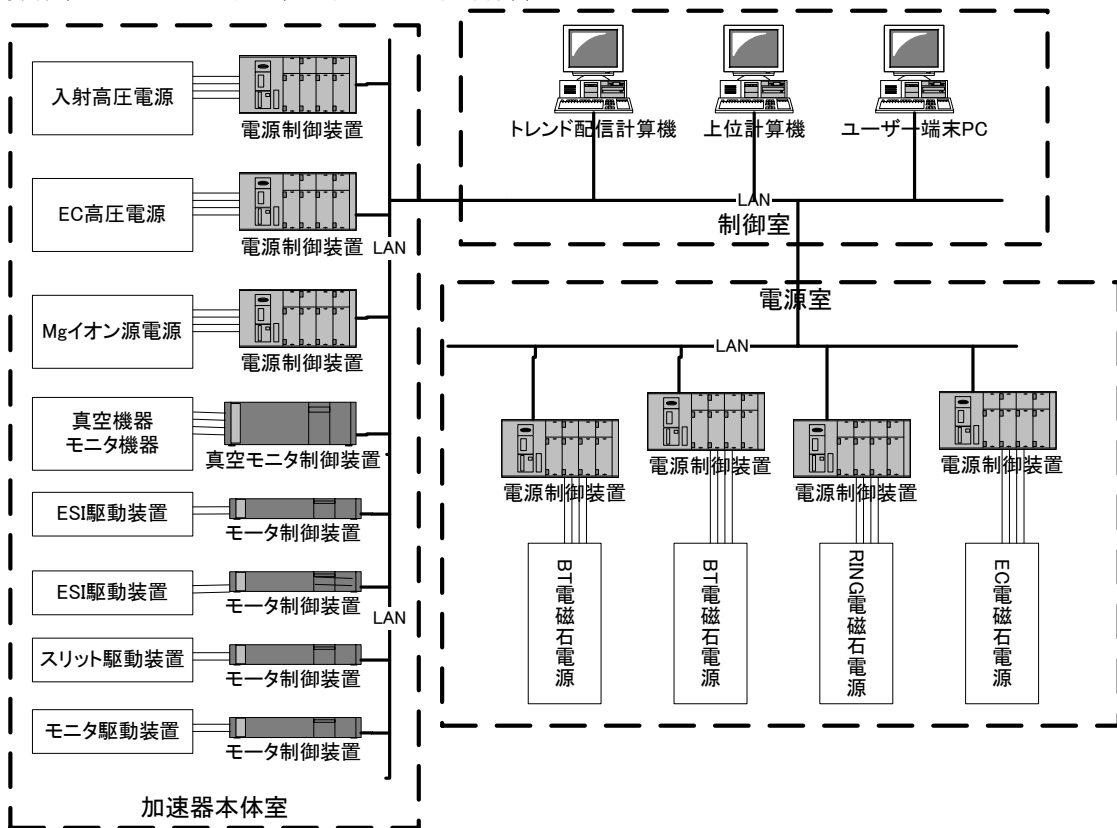 入射高圧電源
電源制御装置
EC高圧電源
電源制御装置
LAN
Mgイオン源電源
電源制御装置
真空機器
モニタ機器
真空モニタ制御装置
ESI駆動装置
モータ制御装置
ESI駆動装置
モータ制御装置
LAN
スリット駆動装置
モータ制御装置
モニタ駆動装置
モータ制御装置
加速器本体室
トレンド配信計算機
上位計算機
ユーザー端末PC
LAN
制御室
電源室
LAN
電源制御装置
電源制御装置
電源制御装置
電源制御装置
BT電磁石電源
BT電磁石電源
RING電磁石電源
EC電磁石電源